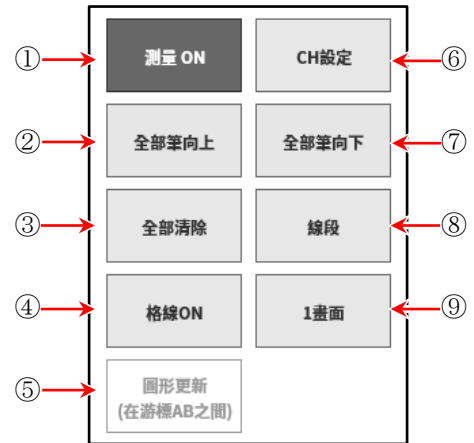 ① 測量 ON CH設定 ⑥
② 全部筆向上 全部筆向下 ⑦
③ 全部清除 線段 ⑧
④ 格線ON 1畫面 ⑨
⑤ 圖形更新
(在游標AB之間)